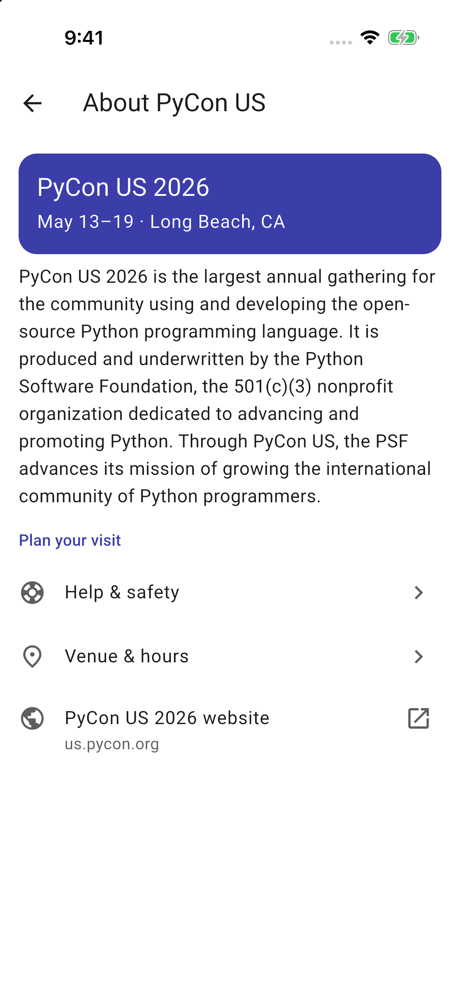 9:41
About PyCon US
PyCon US 2026
May 13–19 · Long Beach, CA
PyCon US 2026 is the largest annual gathering for
the community using and developing the open-
source Python programming language. It is
produced and underwritten by the Python
Software Foundation, the 501(c)(3) nonprofit
organization dedicated to advancing and
promoting Python. Through PyCon US, the PSF
advances its mission of growing the international
community of Python programmers.
Plan your visit
Help & safety
Venue & hours
PyCon US 2026 website
us.pycon.org